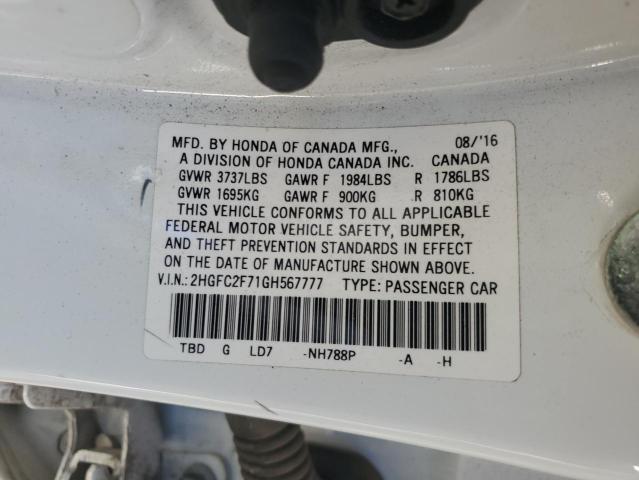 MFD. BY HONDA OF CANADA MFG., 08/'16
A DIVISION OF HONDA CANADA INC. CANADA
GVWR 3737LBS GAWR F 1984LBS R 1786LBS
GVWR 1695KG GAWR F 900KG R 810KG
THIS VEHICLE CONFORMS TO ALL APPLICABLE
FEDERAL MOTOR VEHICLE SAFETY, BUMPER,
AND THEFT PREVENTION STANDARDS IN EFFECT
ON THE DATE OF MANUFACTURE SHOWN ABOVE.
V.I.N.: 2HGFC2F71GH567777 TYPE: PASSENGER CAR
TBD G LD7 -NH788P -A -H